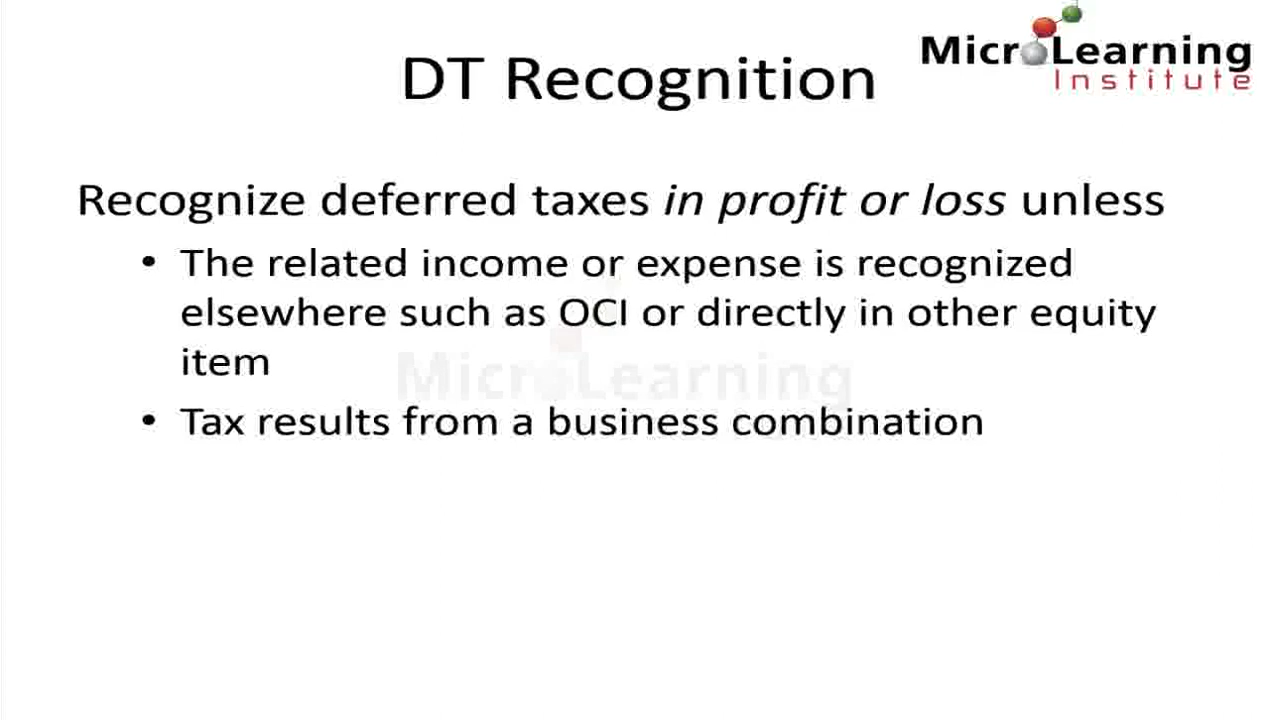 MicroLearning
Institute
DT Recognition
Recognize deferred taxes in profit or loss unless
• The related income or expense is recognized
elsewhere such as OCI or directly in other equity
item
MicroLearning
• Tax results from a business combination